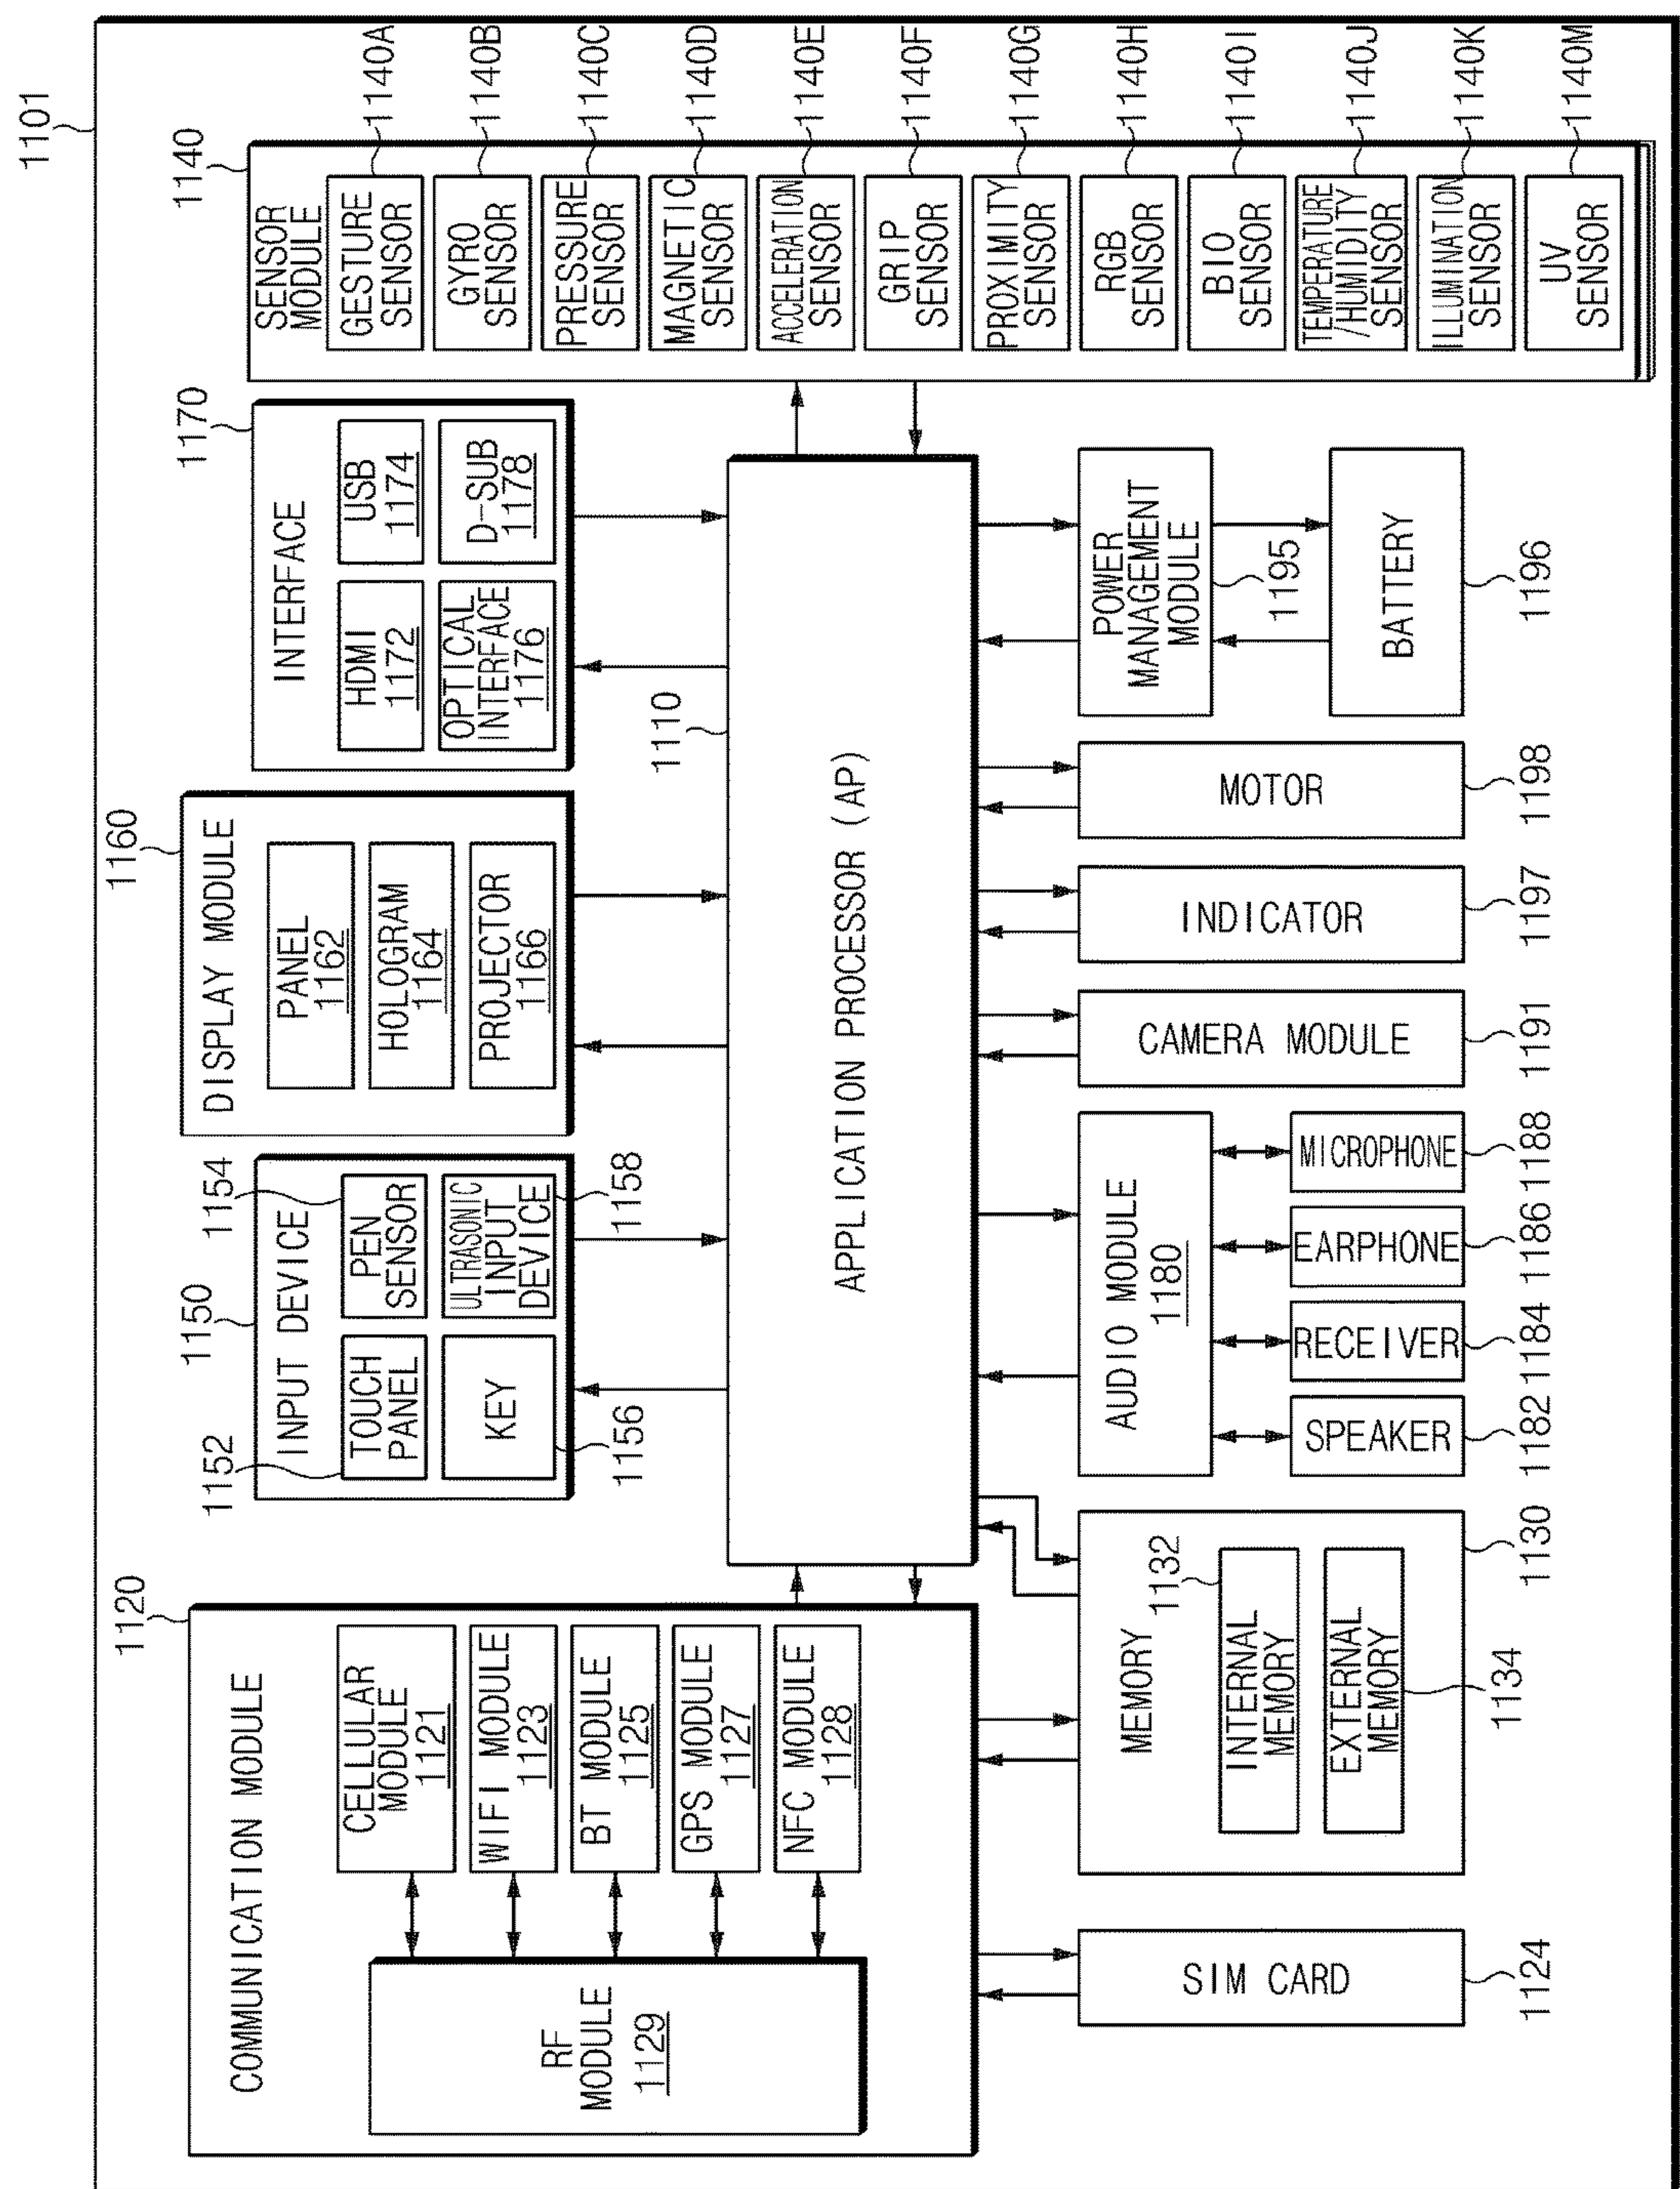 1101
1120
COMMUNICATION MODULE
RF
MODULE
1129
CELLULAR
MODULE
1121
WIFI MODULE
1123
BT MODULE
1125
GPS MODULE
1127
NFC MODULE
1128
1150
INPUT DEVICE
1152
TOUCH
PANEL
1154
PEN
SENSOR
KEY
1156
ULTRASONIC
INPUT
DEVICE
1158
1160
DISPLAY MODULE
PANEL
1162
HOLOGRAM
1164
PROJECTOR
1166
1170
INTERFACE
HDMI
1172
USB
1174
OPTICAL
INTERFACE
1176
D-SUB
1178
1140
SENSOR
MODULE
GESTURE
SENSOR
1140A
GYRO
SENSOR
1140B
PRESSURE
SENSOR
1140C
MAGNETIC
SENSOR
1140D
ACCELERATION
SENSOR
1140E
GRIP
SENSOR
1140F
PROXIMITY
SENSOR
1140G
RGB
SENSOR
1140H
BIO
SENSOR
1140I
TEMPERATURE
/HUMIDITY
SENSOR
1140J
ILLUMINATION
SENSOR
1140K
UV
SENSOR
1140M
1110
APPLICATION PROCESSOR (AP)
SIM CARD
1124
MEMORY
1132
INTERNAL
MEMORY
EXTERNAL
MEMORY
1134
1130
AUDIO MODULE
1180
SPEAKER
1182
RECEIVER
1184
EARPHONE
1186
MICROPHONE
1188
CAMERA MODULE
1191
INDICATOR
1197
MOTOR
1198
POWER
MANAGEMENT
MODULE
1195
BATTERY
1196